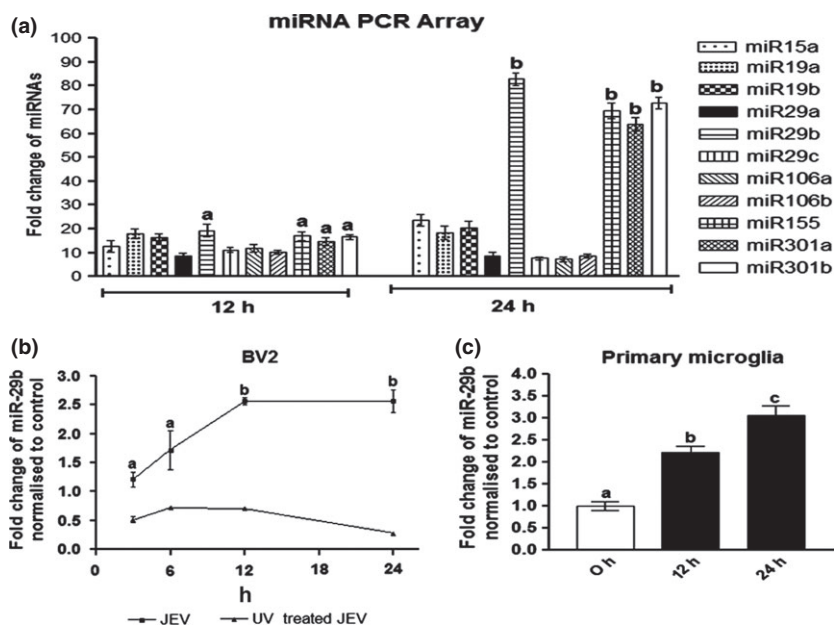 (a)
miRNA PCR Array
Fold change of miRNAs
100
90
80
70
60
50
40
30
20
10
0
a a a a
b b b b
12 h
24 h
miR15a
miR19a
miR19b
miR29a
miR29b
miR29c
miR106a
miR106b
miR155
miR301a
miR301b
(b)
BV2
Fold change of miR-29b
normalised to control
3.0
2.5
2.0
1.5
1.0
0.5
0.0
a a b b
0 6 12 18 24
h
JEV
UV treated JEV
(c)
Primary microglia
Fold change of miR-29b
normalised to control
4.0
3.5
3.0
2.5
2.0
1.5
1.0
0.5
0.0
a b c
O h
12 h
24 h